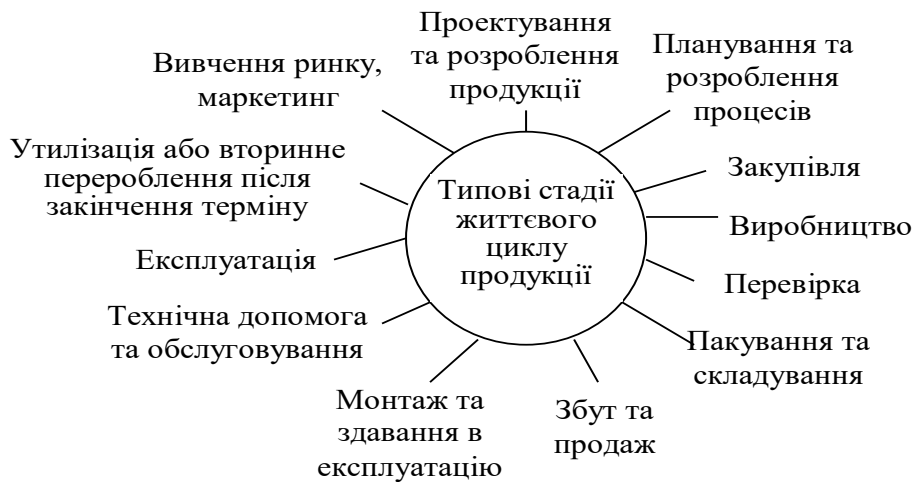 Проектування
та розроблення
продукції
Планування та
розроблення
процесів
Закупівля
Виробництво
Перевірка
Пакування та
складування
Збут та
продаж
Монтаж та
здавання в
експлуатацію
Технічна допомога
та обслуговування
Експлуатація
Утилізація або вторинне
перероблення після
закінчення терміну
Вивчення ринку,
маркетинг
Типові стадії
життєвого
циклу
продукції